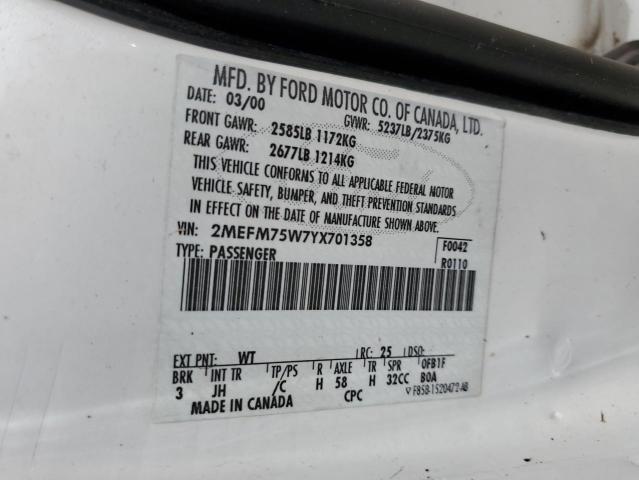 MFD. BY FORD MOTOR CO. OF CANADA, LTD.
DATE: 03/00 GVWR: 5237LB/2375KG
FRONT GAWR: 2585LB 1172KG
REAR GAWR: 2677LB 1214KG
THIS VEHICLE CONFORMS TO ALL APPLICABLE FEDERAL MOTOR
VEHICLE SAFETY, BUMPER, AND THEFT PREVENTION STANDARDS
IN EFFECT ON THE DATE OF MANUFACTURE SHOWN ABOVE.
VIN: 2MEFM75W7YX701358 F0042
TYPE: PASSENGER R0110
EXT PNT: WT RC: 25 DSO:
BRK INT TR TP/PS R AXLE TR SPR 0FB1F
3 JH /C H 58 H 32CC B0A
MADE IN CANADA CPC F85B-1520472-AB